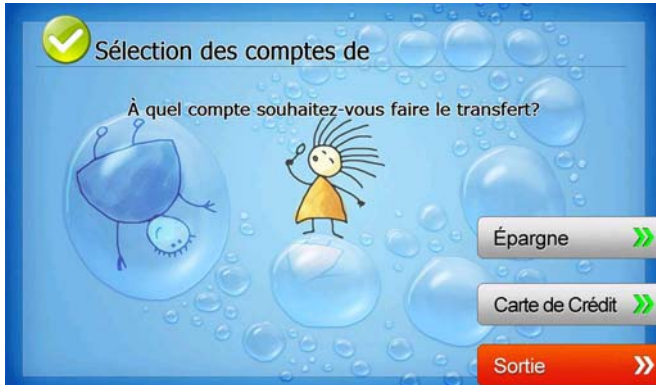 Sélection des comptes de
À quel compte souhaitez-vous faire le transfert?
Épargne
Carte de Crédit
Sortie